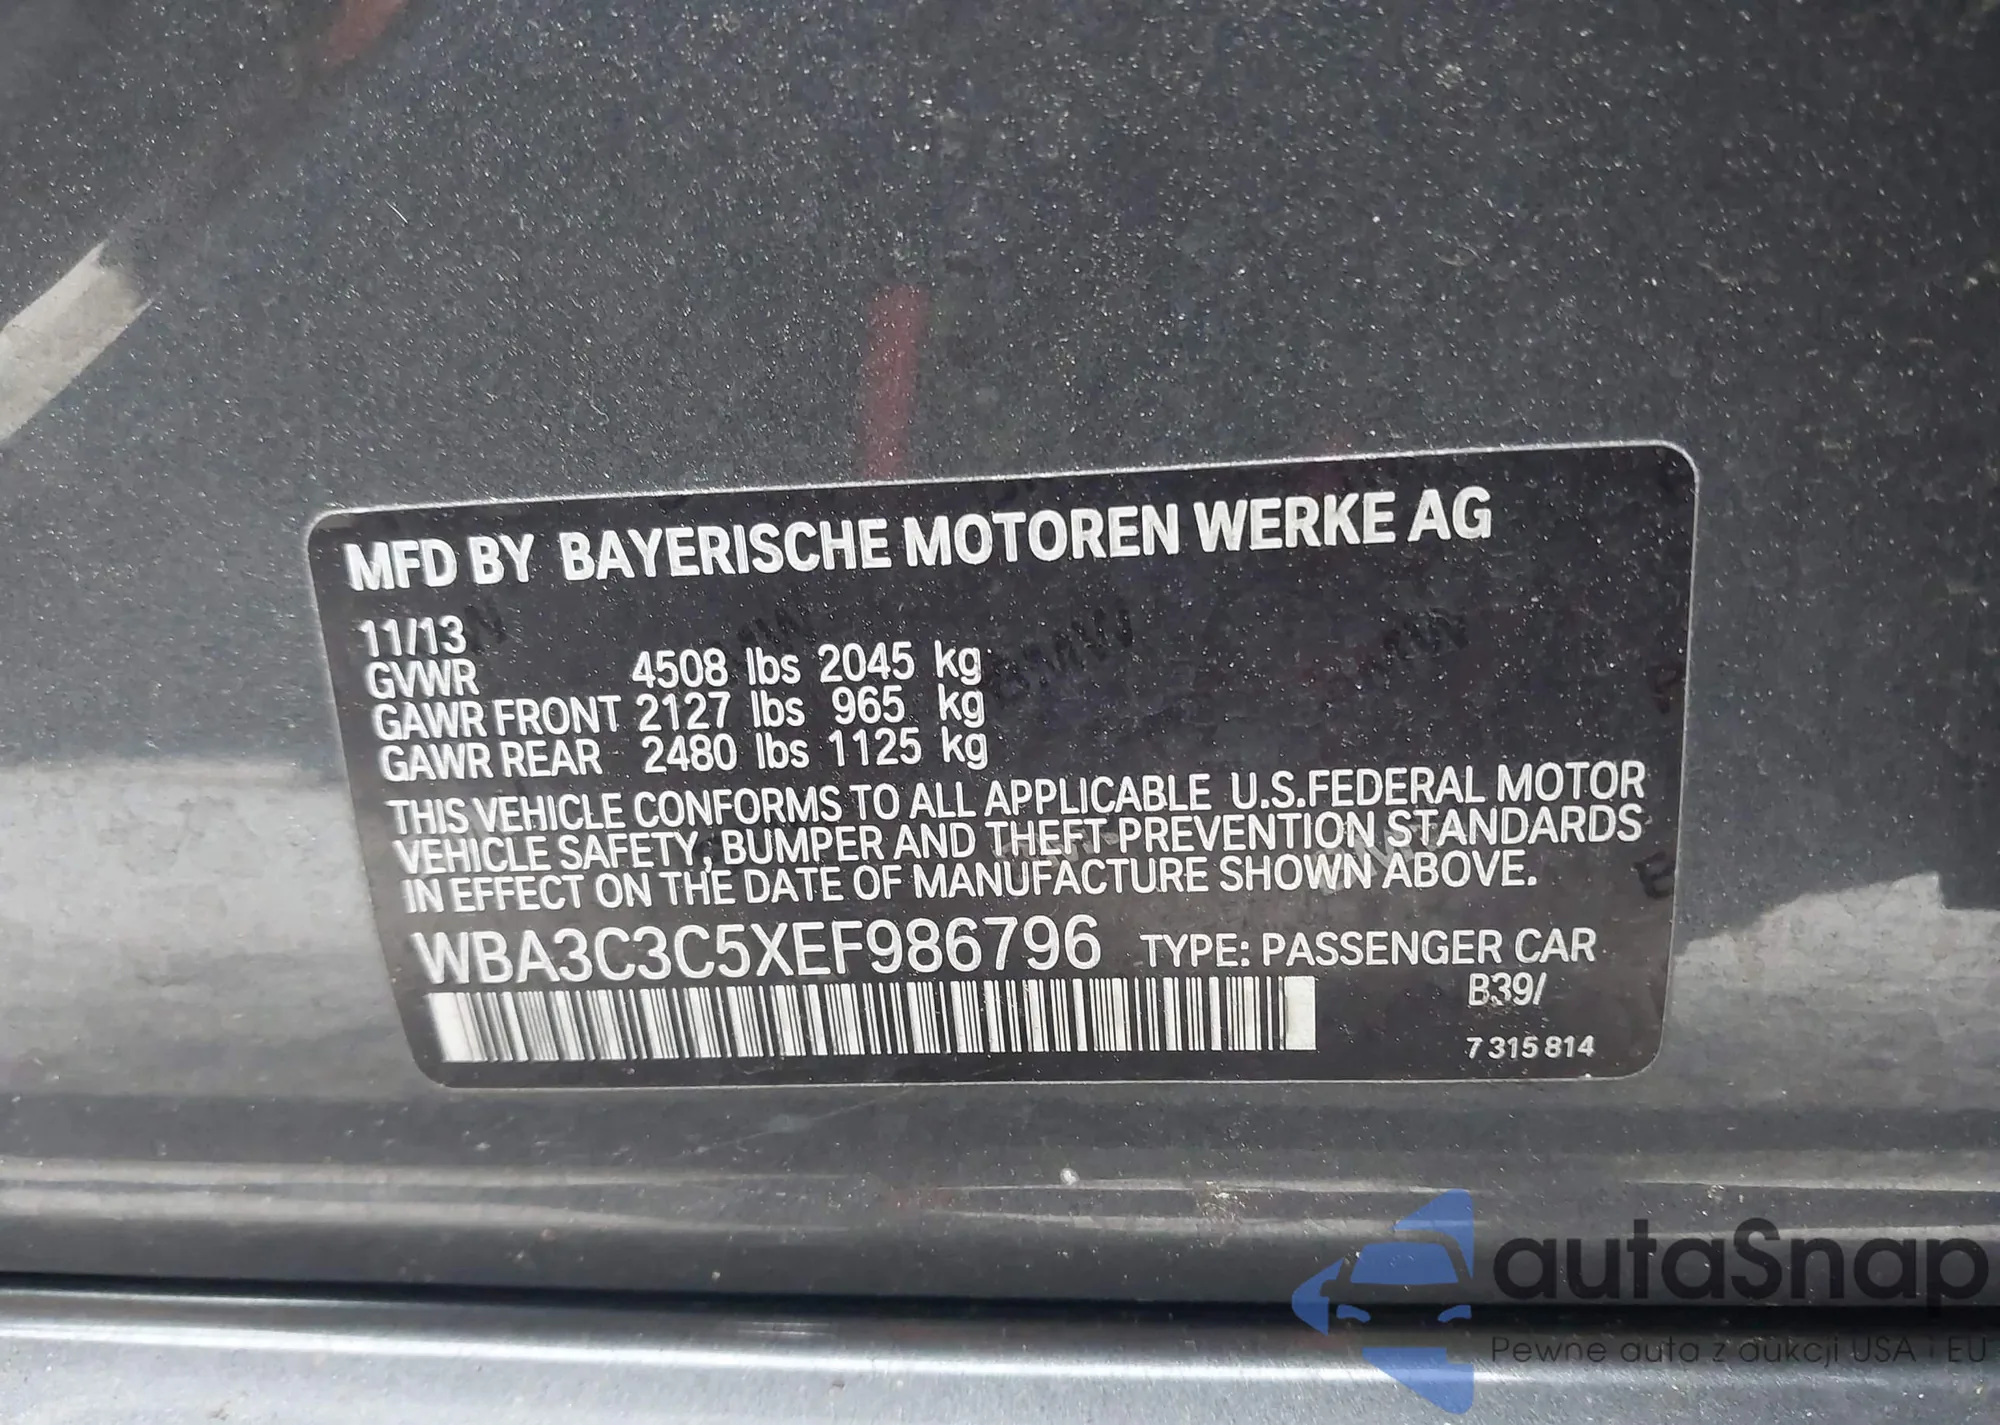 MFD BY BAYERISCHE MOTOREN WERKE AG
11/13
GVWR 4508 lbs 2045 kg
GAWR FRONT 2127 lbs 965 kg
GAWR REAR 2480 lbs 1125 kg
THIS VEHICLE CONFORMS TO ALL APPLICABLE U.S.FEDERAL MOTOR
VEHICLE SAFETY, BUMPER AND THEFT PREVENTION STANDARDS
IN EFFECT ON THE DATE OF MANUFACTURE SHOWN ABOVE.
WBA3C3C5XEF986796 TYPE: PASSENGER CAR
B39/
7 315 814
autaSnap
Pewne auta z aukcji USA i EU